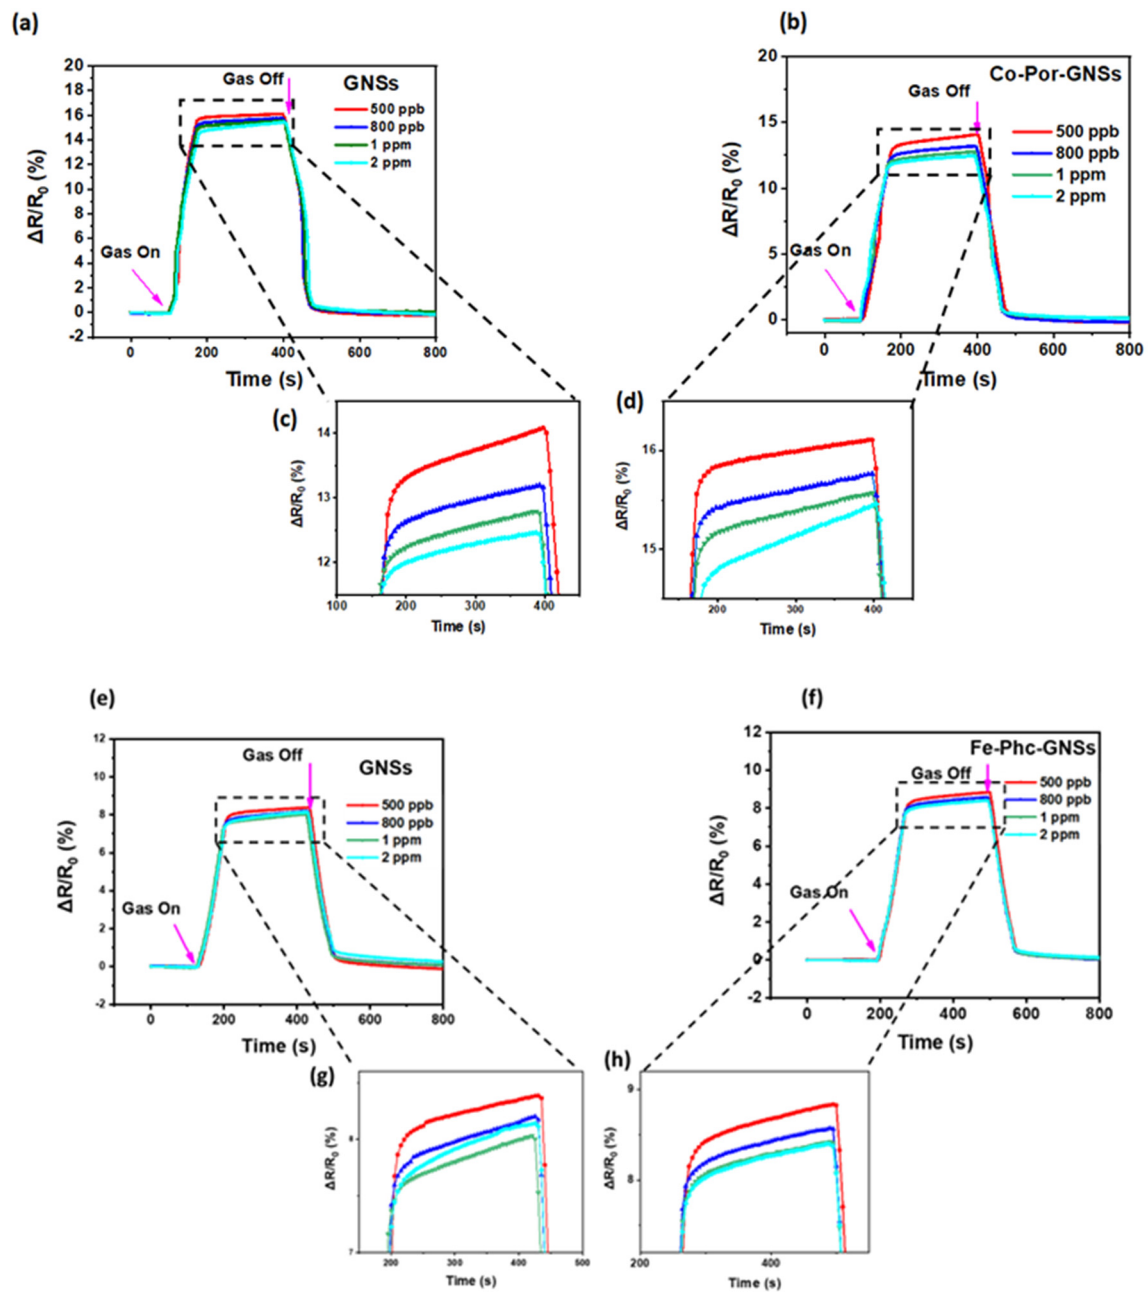 (a)
20
18
16
14
12
10
8
6
4
2
0
-2
ΔR/R0 (%)
Gas Off
GNSs
500 ppb
800 ppb
1 ppm
2 ppm
Gas On
0 200 400 600 800
Time (s)
(b)
20
15
10
5
0
ΔR/R0 (%)
Co-Por-GNSs
Gas Off
500 ppb
800 ppb
1 ppm
2 ppm
Gas On
0 200 400 600 800
Time (s)
(c)
14
13
12
ΔR/R0 (%)
100 200 300 400
Time (s)
(d)
16
15
ΔR/R0 (%)
200 300 400
Time (s)
(e)
12
10
8
6
4
2
0
-2
ΔR/R0 (%)
Gas Off
GNSs
500 ppb
800 ppb
1 ppm
2 ppm
Gas On
0 200 400 600 800
Time (s)
(f)
12
10
8
6
4
2
0
-2
ΔR/R0 (%)
Fe-Phc-GNSs
Gas Off
500 ppb
800 ppb
1 ppm
2 ppm
Gas On
0 200 400 600 800
Time (s)
(g)
8
7
ΔR/R0 (%)
200 300 400 500
Time (s)
(h)
9
8
ΔR/R0 (%)
200 400
Time (s)